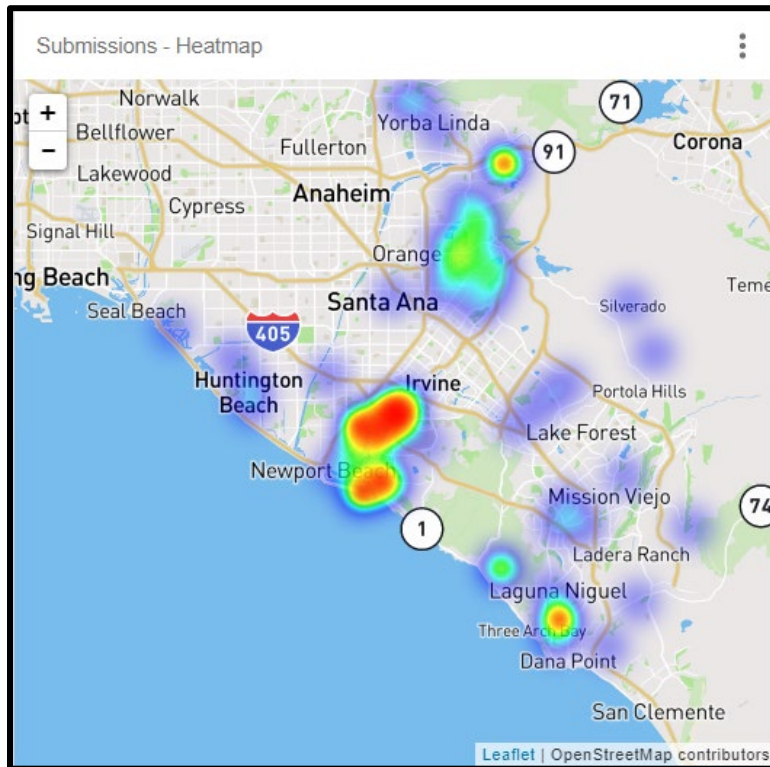 Submissions - Heatmap
+
−
Norwalk
Yorba Linda
71
Bellflower
Corona
Fullerton
91
Lakewood
Anaheim
Cypress
Signal Hill
Orange
ng Beach
Teme
Santa Ana
Silverado
Seal Beach
405
Huntington
Beach
Irvine
Portola Hills
Lake Forest
Newport Beach
Mission Viejo
74
1
Ladera Ranch
Laguna Niguel
Three Arch Bay
Dana Point
San Clemente
Leaflet | OpenStreetMap contributors